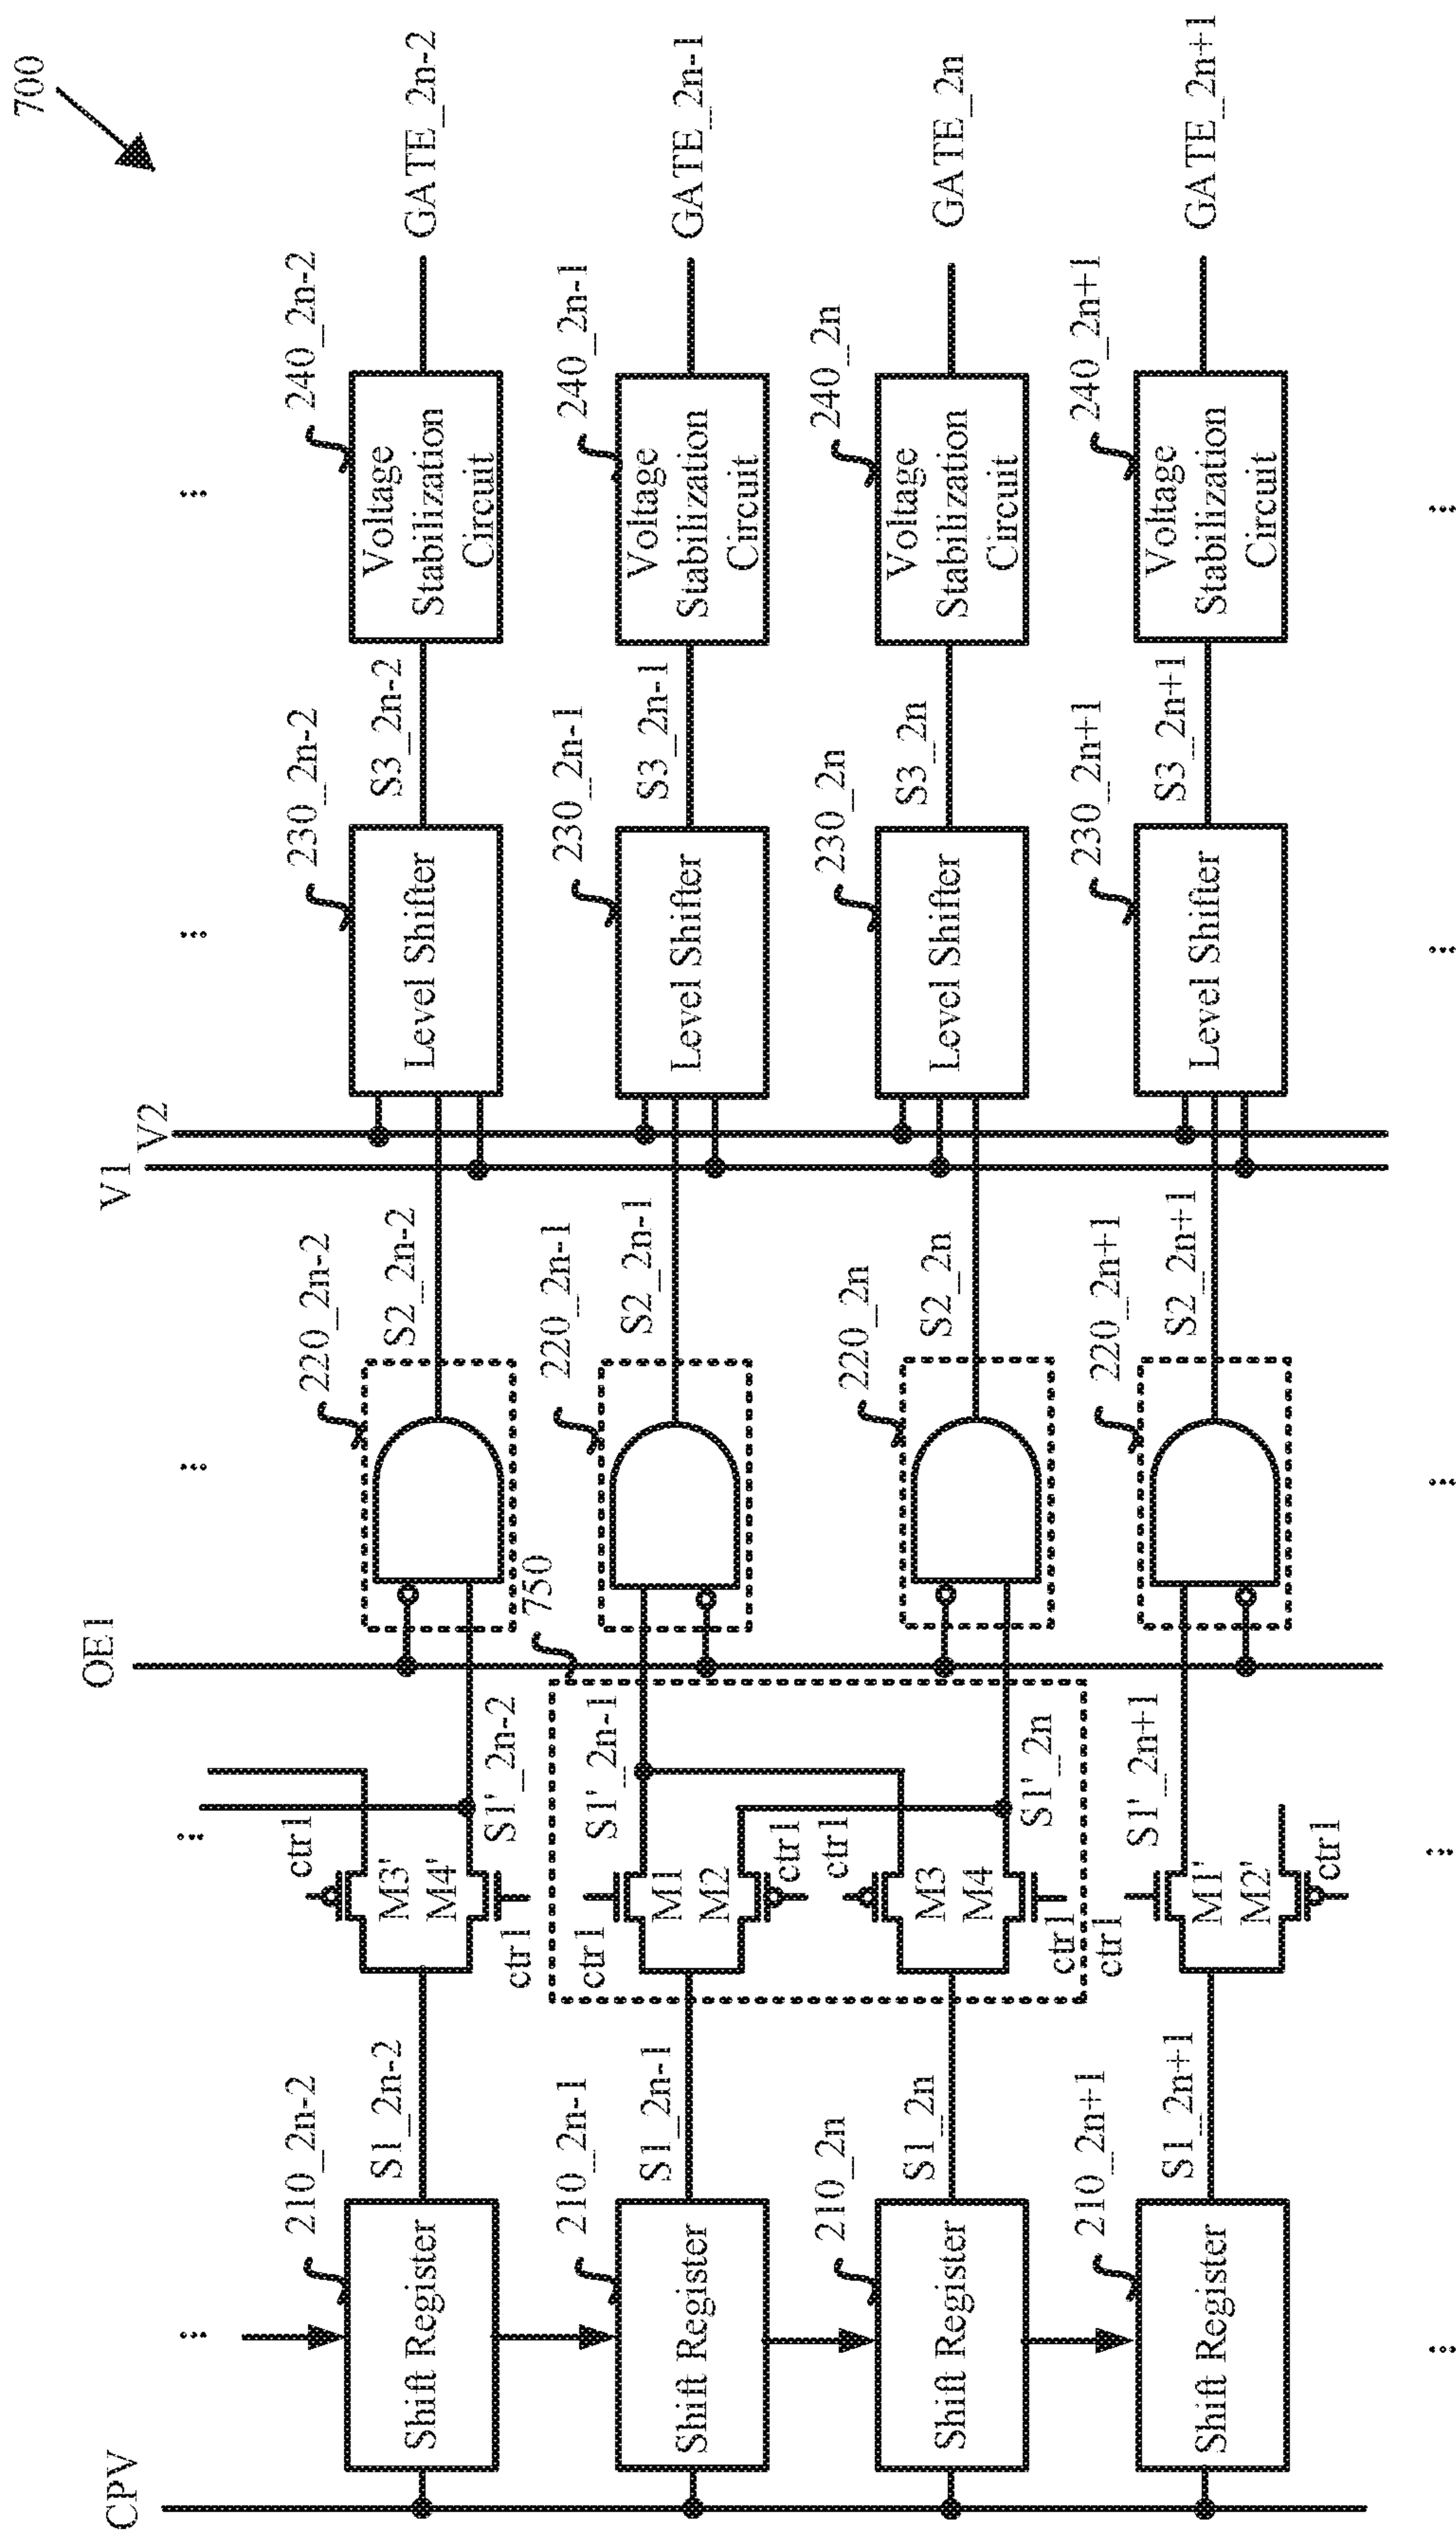 700
CPV
OE1
V1
V2
210_2n-2
Shift Register
S1_2n-2
ctr1
M3'
M4'
ctr1
S1'_2n-2
220_2n-2
S2_2n-2
230_2n-2
Level Shifter
S3_2n-2
240_2n-2
Voltage
Stabilization
Circuit
GATE_2n-2
750
210_2n-1
Shift Register
S1_2n-1
ctr1
M1
M2
ctr1
S1'_2n-1
220_2n-1
S2_2n-1
230_2n-1
Level Shifter
S3_2n-1
240_2n-1
Voltage
Stabilization
Circuit
GATE_2n-1
210_2n
Shift Register
S1_2n
ctr1
M3
M4
ctr1
S1'_2n
220_2n
S2_2n
230_2n
Level Shifter
S3_2n
240_2n
Voltage
Stabilization
Circuit
GATE_2n
210_2n+1
Shift Register
S1_2n+1
ctr1
M1'
M2'
ctr1
S1'_2n+1
220_2n+1
S2_2n+1
230_2n+1
Level Shifter
S3_2n+1
240_2n+1
Voltage
Stabilization
Circuit
GATE_2n+1